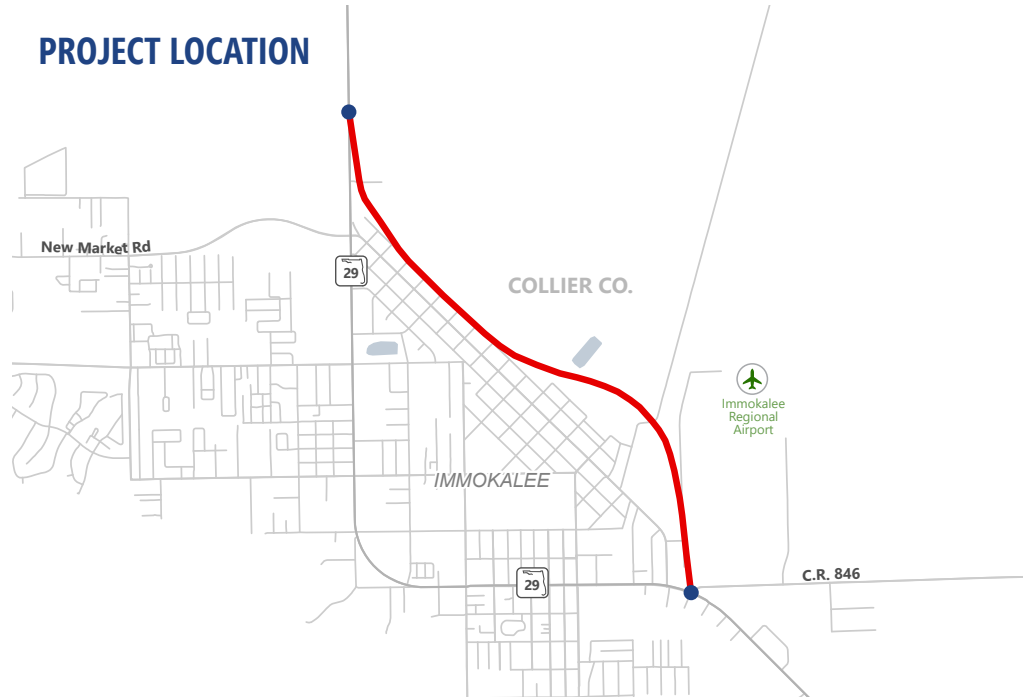 PROJECT LOCATION
New Market Rd
29
COLLIER CO.
Immokalee
Regional
Airport
IMMOKALEE
29
C.R. 846